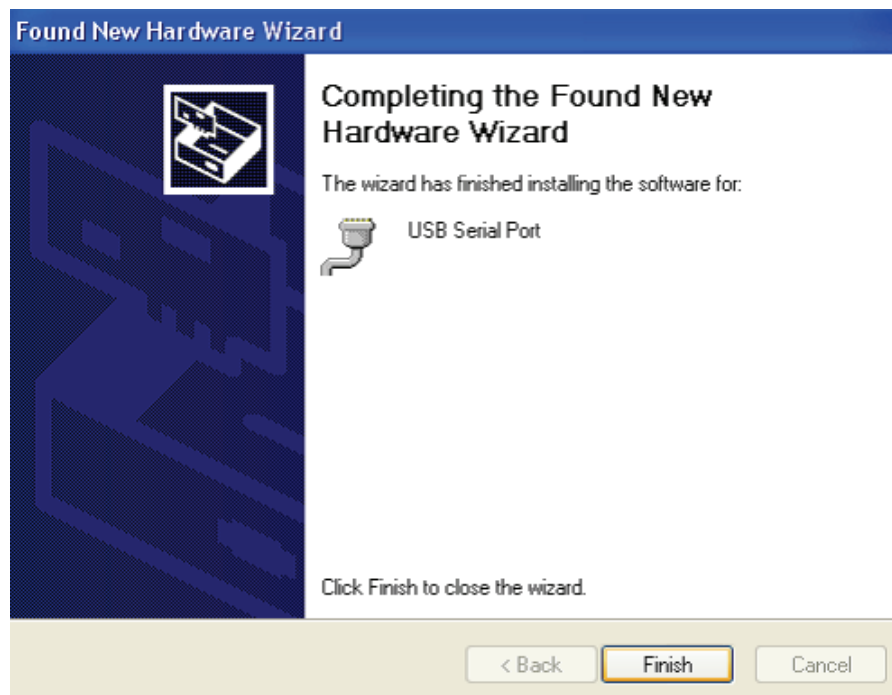 Found New Hardware Wizard
Completing the Found New
Hardware Wizard
The wizard has finished installing the software for:
USB Serial Port
Click Finish to close the wizard.
< Back
Finish
Cancel